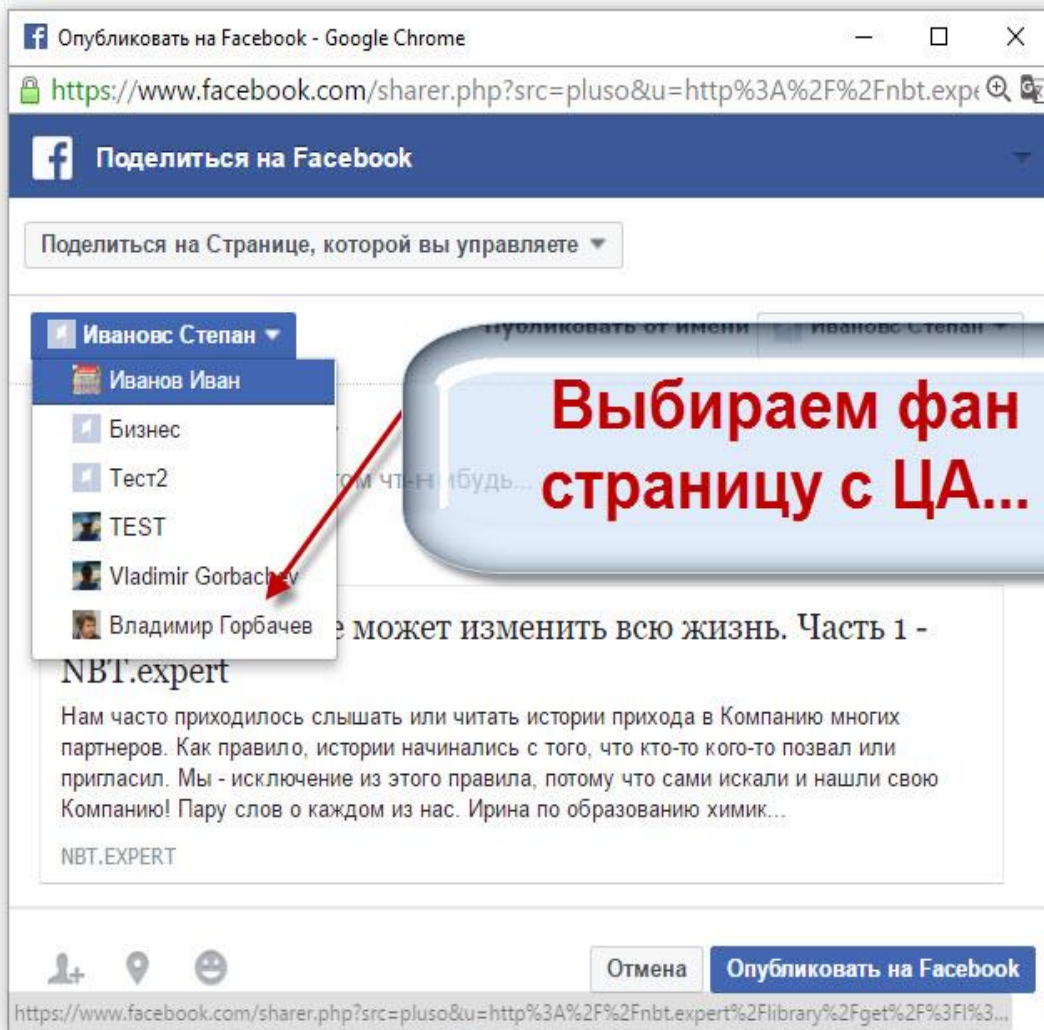 Опубликовать на Facebook - Google Chrome
https://www.facebook.com/sharer.php?src=pluso&u=http%3A%2F%2Fnbt.expe
Поделиться на Facebook
Поделиться на Странице, которой вы управляете
Ивановс Степан
Публиковать от имени
Ивановс Степан
Иванов Иван
Бизнес
Тест2
TEST
Vladimir Gorbachev
Владимир Горбачев
Выбираем фан
страницу с ЦА...
может изменить всю жизнь. Часть 1 -
NBT.expert
Нам часто приходилось слышать или читать истории прихода в Компанию многих
партнеров. Как правило, истории начинались с того, что кто-то кого-то позвал или
пригласил. Мы - исключение из этого правила, потому что сами искали и нашли свою
Компанию! Пару слов о каждом из нас. Ирина по образованию химик...
NBT.EXPERT
Отмена
Опубликовать на Facebook
https://www.facebook.com/sharer.php?src=pluso&u=http%3A%2F%2Fnbt.expert%2Flibrary%2Fget%2F%3Fl%3...